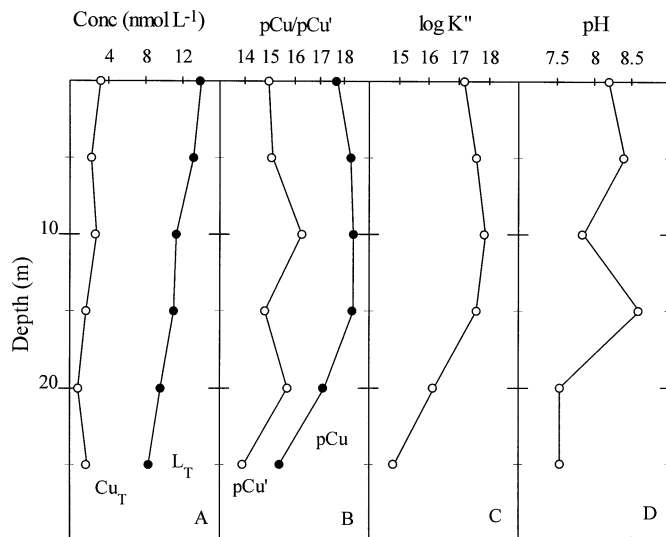 Conc (nmol L-1)
4 8 12
pCu/pCu'
14 15 16 17 18
log K"
15 16 17 18
pH
7.5 8 8.5
Depth (m)
10
20
CuT
LT
A
pCu'
pCu
B
C
D